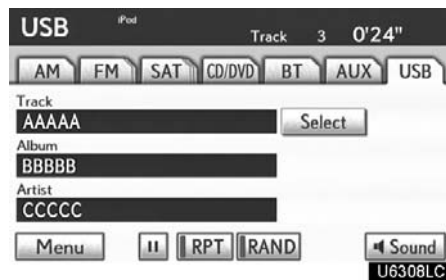 USB iPod Track 3 0'24"
AM FM SAT CD/DVD BT AUX USB
Track
AAAAA Select
Album
BBBBB
Artist
CCCCC
Menu II RPT RAND Sound
U6308LC